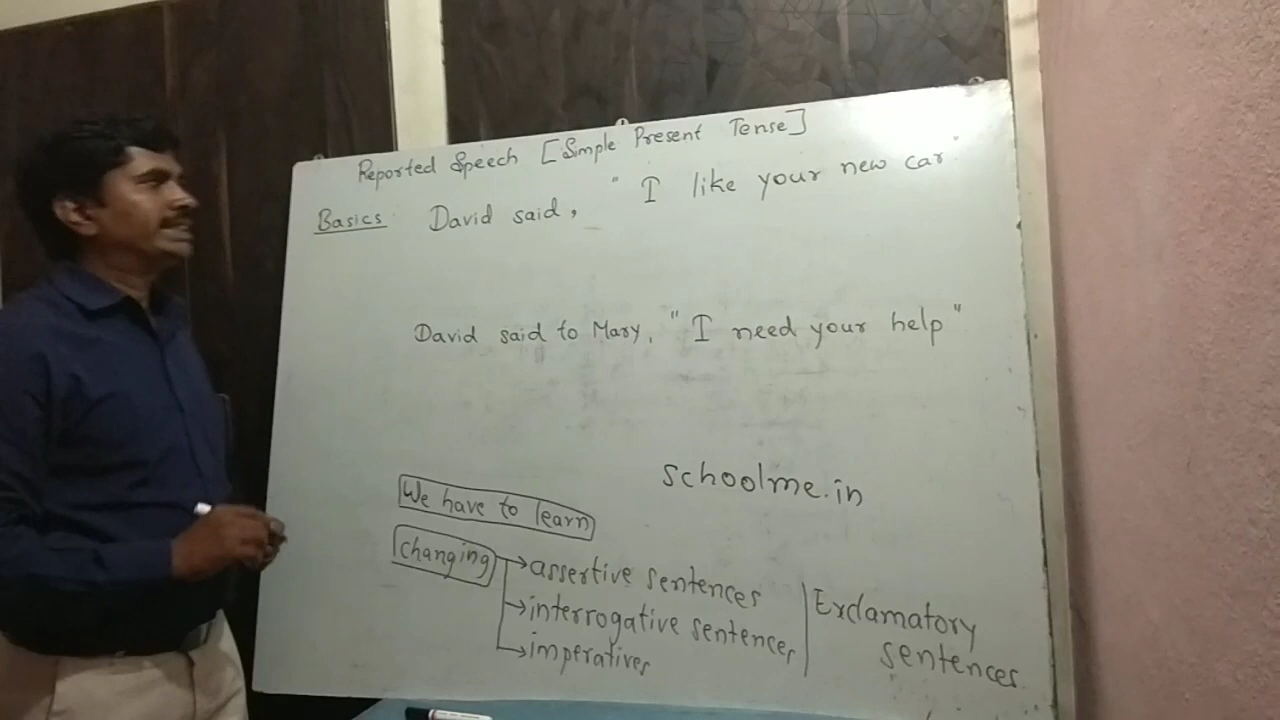 Reported Speech [Simple Present Tense]
Basics David said, "I like your new car"
David said to Mary, "I need your help"
schoolme.in
We have to learn
changing → assertive sentences
→ interrogative sentences
→ imperatives
Exclamatory
sentences